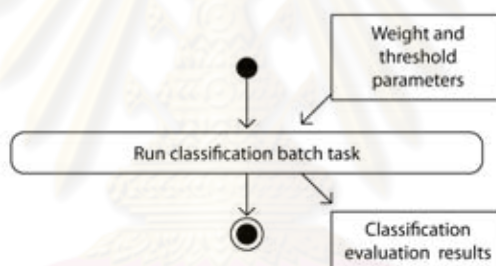 Weight and
threshold
parameters
Run classification batch task
Classification
evaluation results